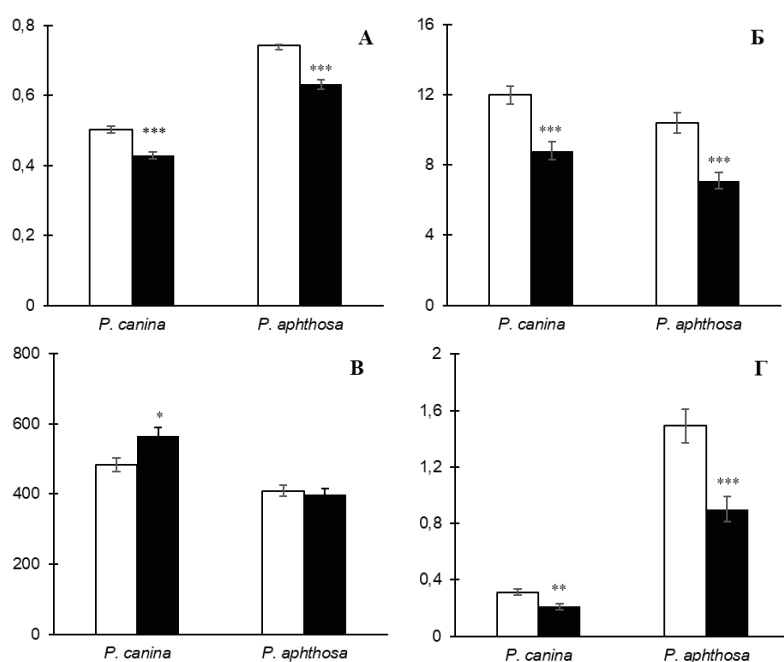 А
0,8
0,6
0,4
0,2
0
***
***
P. canina
P. aphthosa
Б
16
12
8
4
0
***
***
P. canina
P. aphthosa
В
800
600
400
200
0
*
P. canina
P. aphthosa
Г
2
1,6
1,2
0,8
0,4
0
**
***
P. canina
P. aphthosa